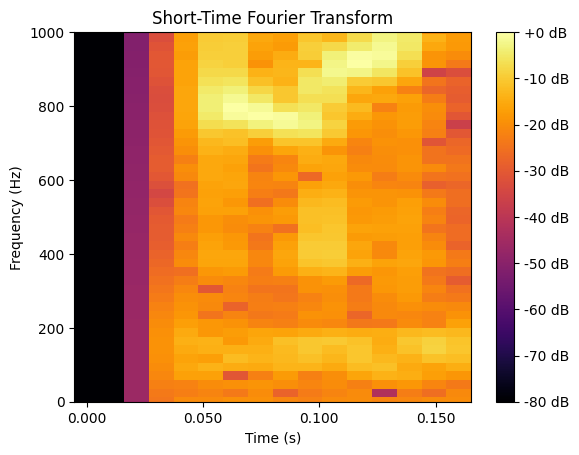 Short-Time Fourier Transform
1000
800
600
400
200
0
Frequency (Hz)
0.000
0.050
0.100
0.150
Time (s)
+0 dB
-10 dB
-20 dB
-30 dB
-40 dB
-50 dB
-60 dB
-70 dB
-80 dB